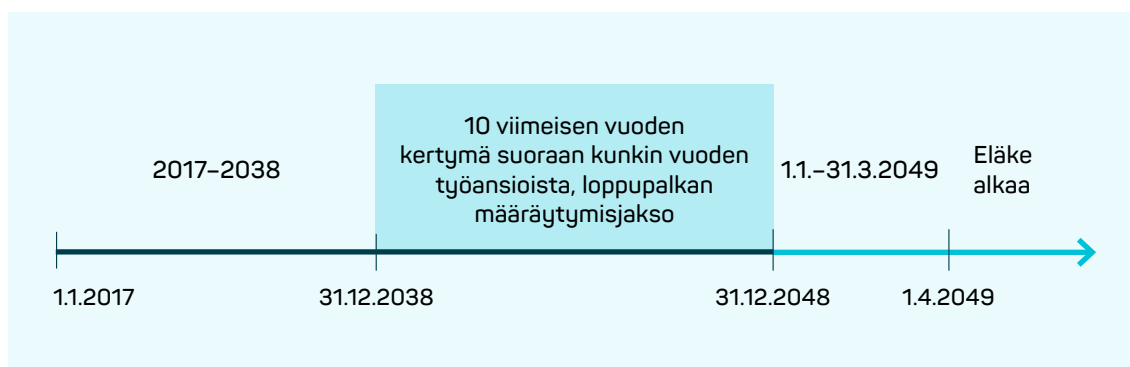 2017–2038
10 viimeisen vuoden
kertymä suoraan kunkin vuoden
työansioista, loppupalkan
määräytymisjakso
1.1.–31.3.2049
Eläke
alkaa
1.1.2017
31.12.2038
31.12.2048
1.4.2049